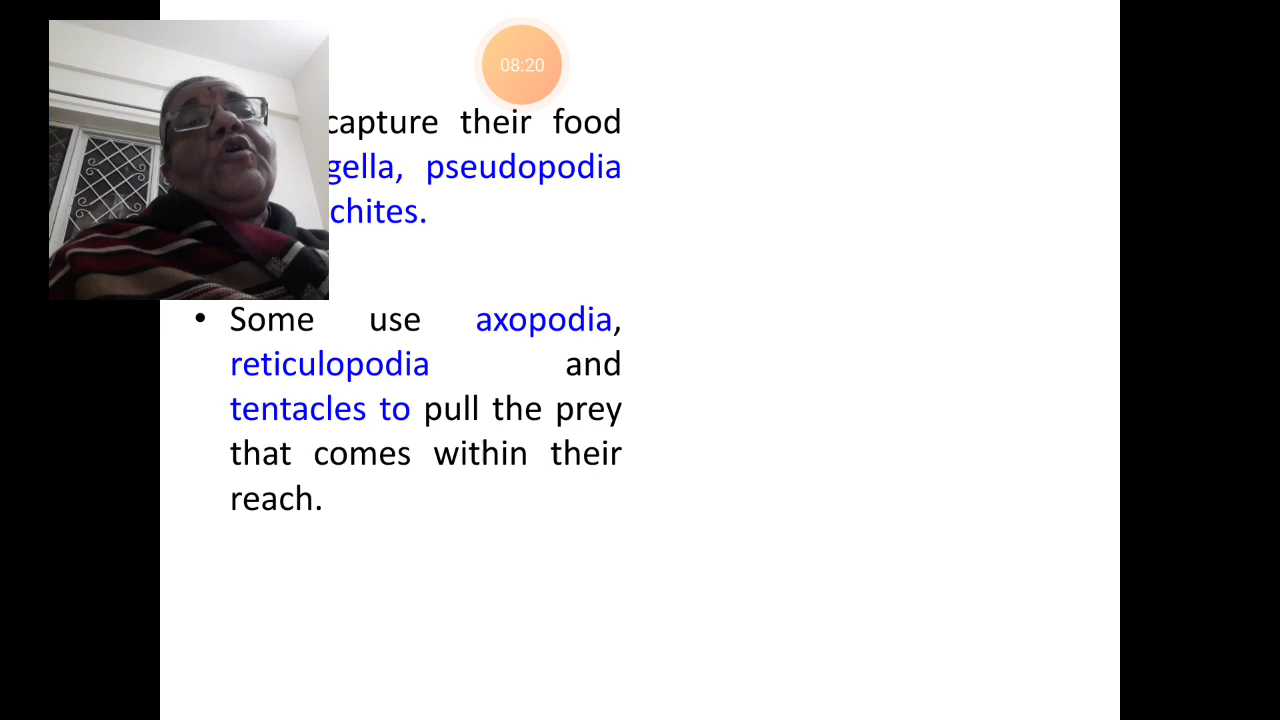 08:20
capture their food
gella, pseudopodia
chites.
• Some use axopodia,
reticulopodia and
tentacles to pull the prey
that comes within their
reach.